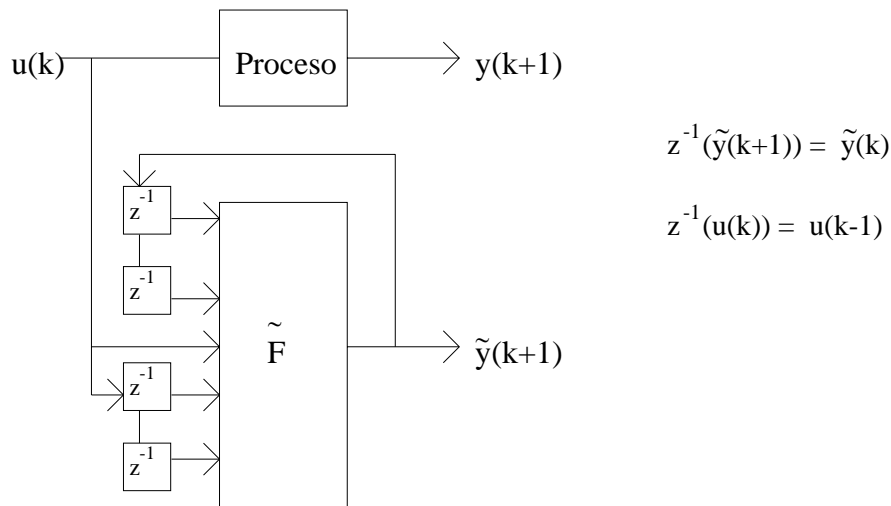 u(k)
Proceso
y(k+1)
z⁻¹(ỹ(k+1)) = ỹ(k)
z⁻¹
z⁻¹(u(k)) = u(k-1)
z⁻¹
F̃
ỹ(k+1)
z⁻¹
z⁻¹